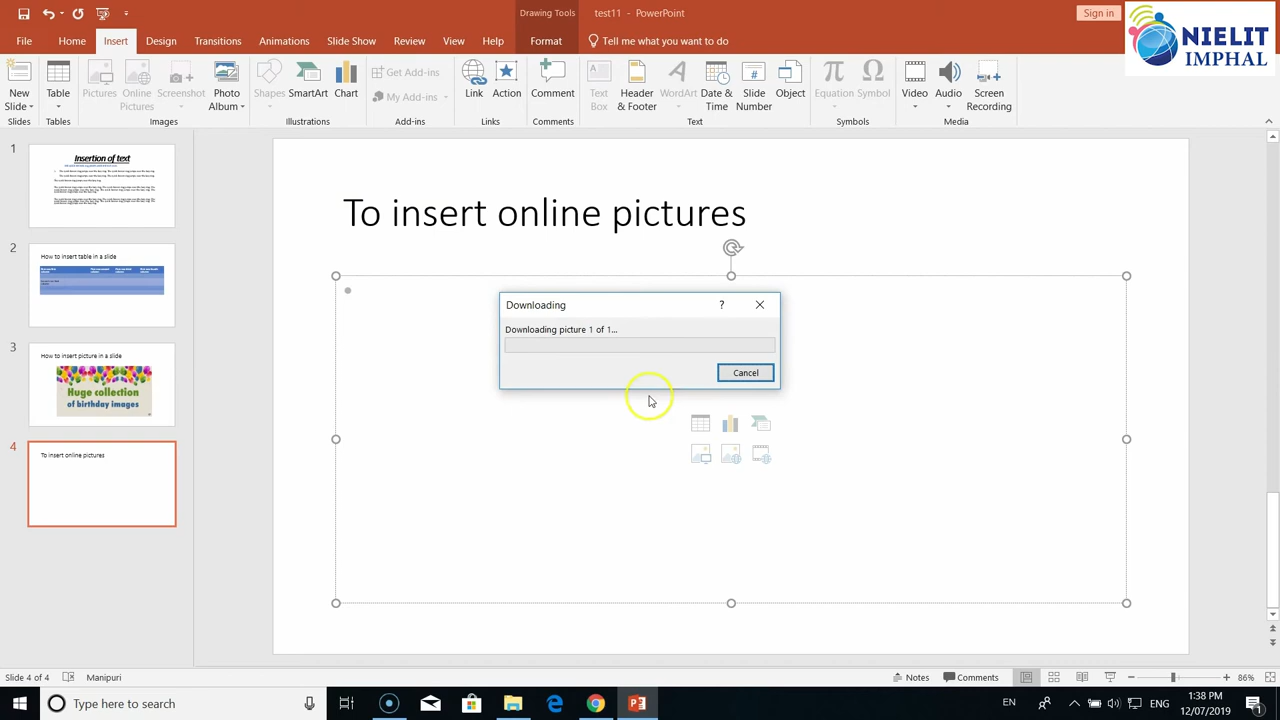 Drawing Tools
test11 - PowerPoint
Sign in
NIELIT
IMPHAL
File Home Insert Design Transitions Animations Slide Show Review View Help Format Tell me what you want to do
New Slide
Table
Pictures
Online Pictures
Screenshot
Photo Album
Shapes
SmartArt
Chart
Get Add-ins
My Add-ins
Link
Action
Comment
Text Box
Header & Footer
WordArt
Date & Time
Slide Number
Object
Equation
Symbol
Video
Audio
Screen Recording
Slides Tables Images Illustrations Add-ins Links Comments Text Symbols Media
1
Insertion of text
2
How to insert table in a slide
3
How to insert picture in a slide
Huge collection
of birthday images
4
To insert online pictures
To insert online pictures
Downloading
?
Downloading picture 1 of 1...
Cancel
Slide 4 of 4
Manipuri
Notes
Comments
86%
Type here to search
EN
ENG
1:38 PM
12/07/2019
1